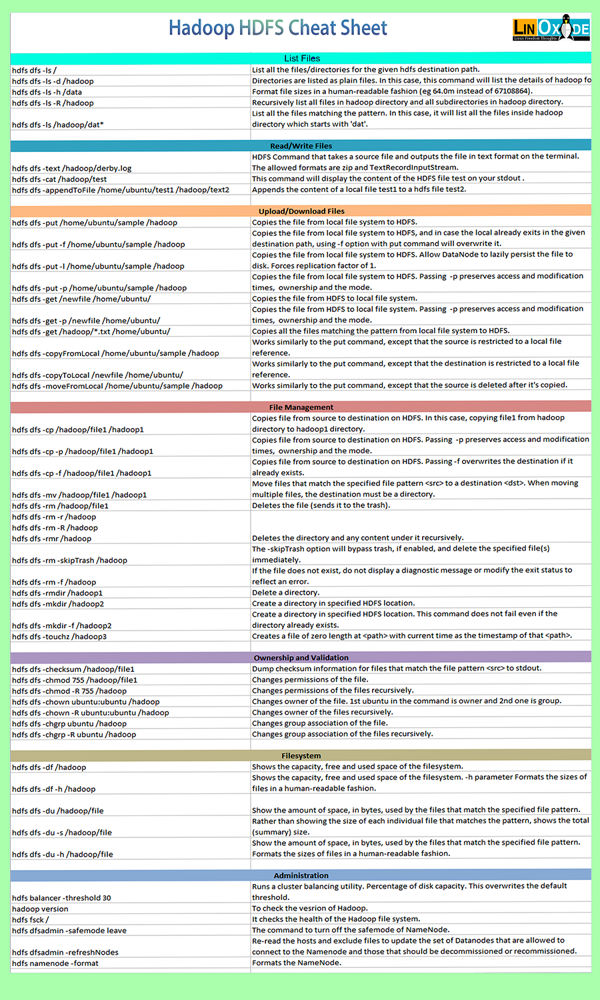 Hadoop HDFS Cheat Sheet
LINOXIDE
Linux Freedom Thoughts
List Files
hdfs dfs -ls /
List all the files/directories for the given hdfs destination path.
hdfs dfs -ls -d /hadoop
Directories are listed as plain files. In this case, this command will list the details of hadoop fo
hdfs dfs -ls -h /data
Format file sizes in a human-readable fashion (eg 64.0m instead of 67108864).
hdfs dfs -ls -R /hadoop
Recursively list all files in hadoop directory and all subdirectories in hadoop directory.
hdfs dfs -ls /hadoop/dat*
List all the files matching the pattern. In this case, it will list all the files inside hadoop
directory which starts with 'dat'.
Read/Write Files
hdfs dfs -text /hadoop/derby.log
HDFS Command that takes a source file and outputs the file in text format on the terminal.
The allowed formats are zip and TextRecordInputStream.
hdfs dfs -cat /hadoop/test
This command will display the content of the HDFS file test on your stdout .
hdfs dfs -appendToFile /home/ubuntu/test1 /hadoop/text2
Appends the content of a local file test1 to a hdfs file test2.
Upload/Download Files
hdfs dfs -put /home/ubuntu/sample /hadoop
Copies the file from local file system to HDFS.
hdfs dfs -put -f /home/ubuntu/sample /hadoop
Copies the file from local file system to HDFS, and in case the local already exits in the given
destination path, using -f option with put command will overwrite it.
hdfs dfs -put -l /home/ubuntu/sample /hadoop
Copies the file from local file system to HDFS. Allow DataNode to lazily persist the file to
disk. Forces replication factor of 1.
hdfs dfs -put -p /home/ubuntu/sample /hadoop
Copies the file from local file system to HDFS. Passing  -p preserves access and modification
times,  ownership and the mode.
hdfs dfs -get /newfile /home/ubuntu/
Copies the file from HDFS to local file system.
hdfs dfs -get -p /newfile /home/ubuntu/
Copies the file from HDFS to local file system. Passing  -p preserves access and modification
times,  ownership and the mode.
hdfs dfs -get /hadoop/*.txt /home/ubuntu/
Copies all the files matching the pattern from local file system to HDFS.
hdfs dfs -copyFromLocal /home/ubuntu/sample /hadoop
Works similarly to the put command, except that the source is restricted to a local file
reference.
hdfs dfs -copyToLocal /newfile /home/ubuntu/
Works similarly to the put command, except that the destination is restricted to a local file
reference.
hdfs dfs -moveFromLocal /home/ubuntu/sample /hadoop
Works similarly to the put command, except that the source is deleted after it's copied.
File Management
hdfs dfs -cp /hadoop/file1 /hadoop1
Copies file from source to destination on HDFS. In this case, copying file1 from hadoop
directory to hadoop1 directory.
hdfs dfs -cp -p /hadoop/file1 /hadoop1
Copies file from source to destination on HDFS. Passing  -p preserves access and modification
times,  ownership and the mode.
hdfs dfs -cp -f /hadoop/file1 /hadoop1
Copies file from source to destination on HDFS. Passing -f overwrites the destination if it
already exists.
hdfs dfs -mv /hadoop/file1 /hadoop1
Move files that match the specified file pattern <src> to a destination <dst>. When moving
multiple files, the destination must be a directory.
hdfs dfs -rm /hadoop/file1
Deletes the file (sends it to the trash).
hdfs dfs -rm -r /hadoop
hdfs dfs -rm -R /hadoop
hdfs dfs -rmr /hadoop
Deletes the directory and any content under it recursively.
hdfs dfs -rm -skipTrash /hadoop
The -skipTrash option will bypass trash, if enabled, and delete the specified file(s)
immediately.
hdfs dfs -rm -f /hadoop
If the file does not exist, do not display a diagnostic message or modify the exit status to
reflect an error.
hdfs dfs -rmdir /hadoop1
Delete a directory.
hdfs dfs -mkdir /hadoop2
Create a directory in specified HDFS location.
hdfs dfs -mkdir -f /hadoop2
Create a directory in specified HDFS location. This command does not fail even if the
directory already exists.
hdfs dfs -touchz /hadoop3
Creates a file of zero length at <path> with current time as the timestamp of that <path>.
Ownership and Validation
hdfs dfs -checksum /hadoop/file1
Dump checksum information for files that match the file pattern <src> to stdout.
hdfs dfs -chmod 755 /hadoop/file1
Changes permissions of the file.
hdfs dfs -chmod -R 755 /hadoop
Changes permissions of the files recursively.
hdfs dfs -chown ubuntu:ubuntu /hadoop
Changes owner of the file. 1st ubuntu in the command is owner and 2nd one is group.
hdfs dfs -chown -R ubuntu:ubuntu /hadoop
Changes owner of the files recursively.
hdfs dfs -chgrp ubuntu /hadoop
Changes group association of the file.
hdfs dfs -chgrp -R ubuntu /hadoop
Changes group association of the files recursively.
Filesystem
hdfs dfs -df /hadoop
Shows the capacity, free and used space of the filesystem.
hdfs dfs -df -h /hadoop
Shows the capacity, free and used space of the filesystem. -h parameter Formats the sizes of
files in a human-readable fashion.
hdfs dfs -du /hadoop/file
Show the amount of space, in bytes, used by the files that match the specified file pattern.
hdfs dfs -du -s /hadoop/file
Rather than showing the size of each individual file that matches the pattern, shows the total
(summary) size.
hdfs dfs -du -h /hadoop/file
Show the amount of space, in bytes, used by the files that match the specified file pattern.
Formats the sizes of files in a human-readable fashion.
Administration
hdfs balancer -threshold 30
Runs a cluster balancing utility. Percentage of disk capacity. This overwrites the default
threshold.
hadoop version
To check the vesrion of Hadoop.
hdfs fsck /
It checks the health of the Hadoop file system.
hdfs dfsadmin -safemode leave
The command to turn off the safemode of NameNode.
hdfs dfsadmin -refreshNodes
Re-read the hosts and exclude files to update the set of Datanodes that are allowed to
connect to the Namenode and those that should be decommissioned or recommissioned.
hdfs namenode -format
Formats the NameNode.